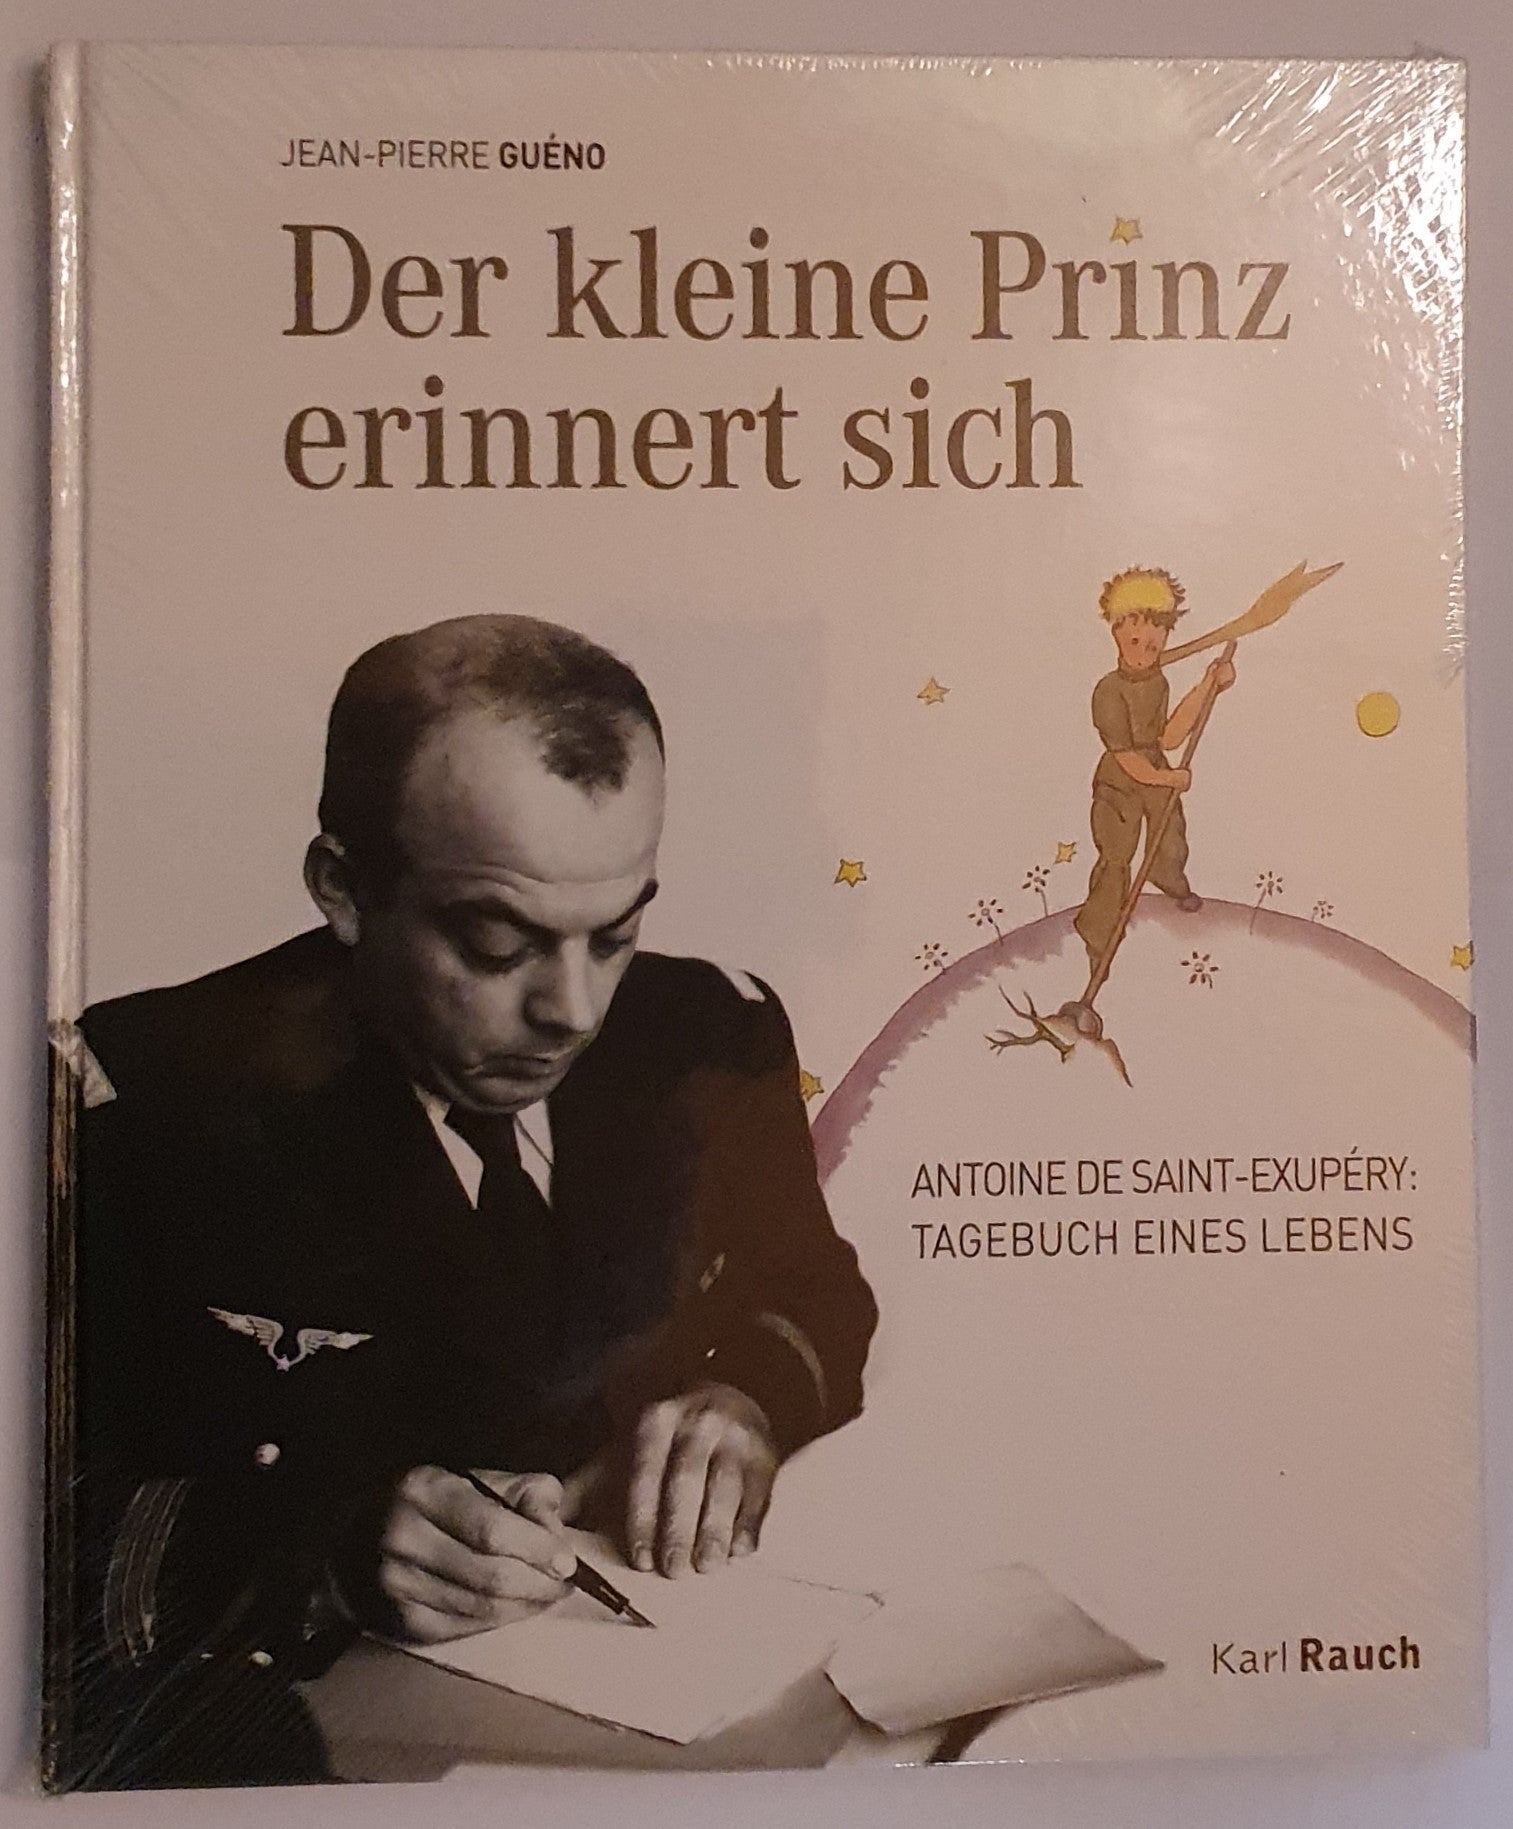 JEAN-PIERRE GUÉNO
Der kleine Prinz
erinnert sich
ANTOINE DE SAINT-EXUPÉRY:
TAGEBUCH EINES LEBENS
Karl Rauch